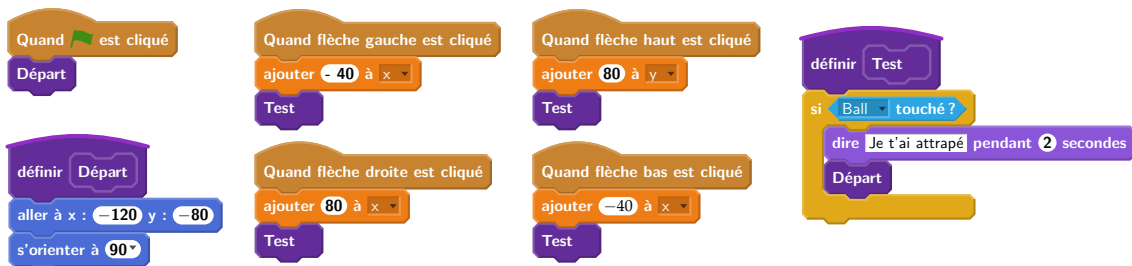 Quand est cliqué
Départ
définir Départ
aller à x : −120 y : −80
s'orienter à 90
Quand flèche gauche est cliqué
ajouter - 40 à x
Test
Quand flèche droite est cliqué
ajouter 80 à x
Test
Quand flèche haut est cliqué
ajouter 80 à y
Test
Quand flèche bas est cliqué
ajouter −40 à x
Test
définir Test
si Ball touché ?
dire Je t'ai attrapé pendant 2 secondes
Départ